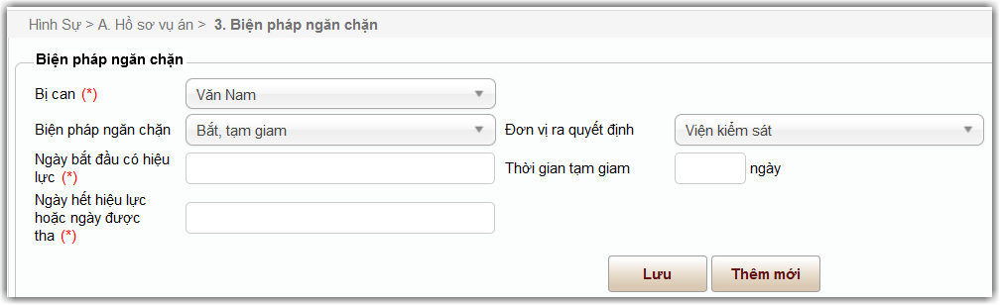 Hình Sự > A. Hồ sơ vụ án > 3. Biện pháp ngăn chặn
Biện pháp ngăn chặn
Bị can (*) Văn Nam
Biện pháp ngăn chặn Bắt, tạm giam Đơn vị ra quyết định Viện kiểm sát
Ngày bắt đầu có hiệu
lực (*) Thời gian tạm giam ngày
Ngày hết hiệu lực
hoặc ngày được
tha (*)
Lưu Thêm mới